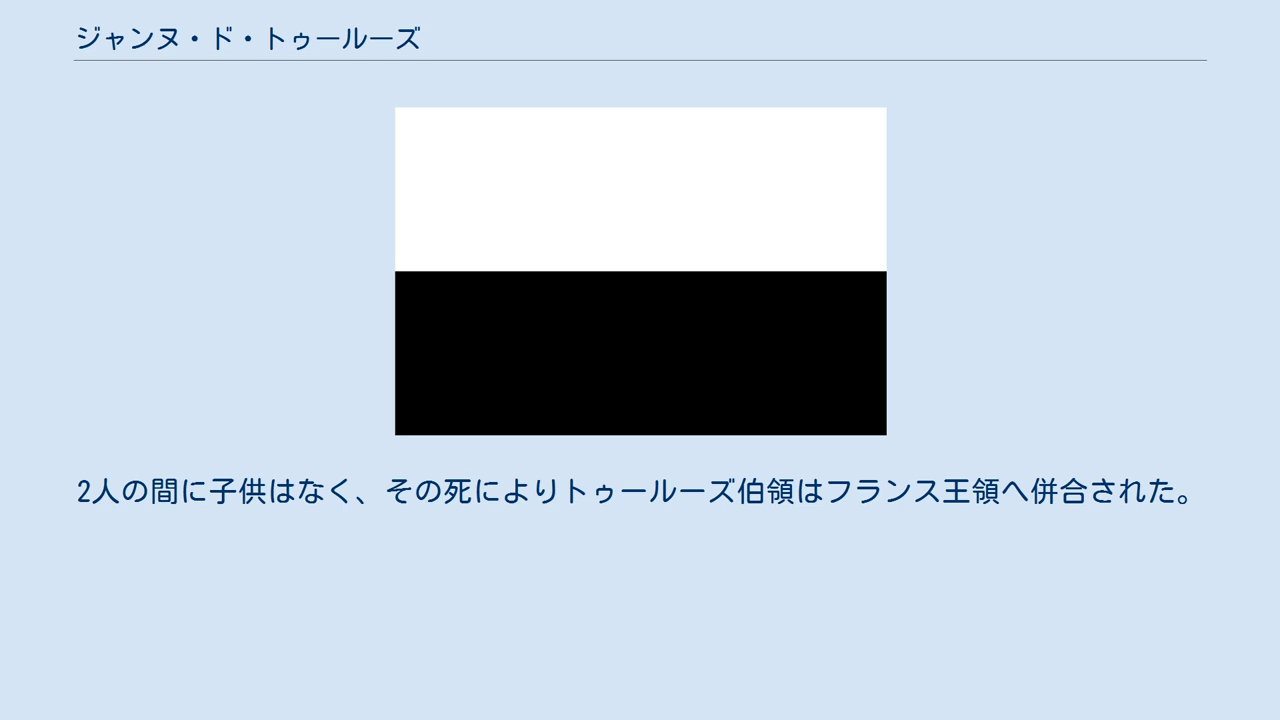 ジャンヌ・ド・トゥールーズ
2人の間に子供はなく、その死によりトゥールーズ伯領はフランス王領へ併合された。